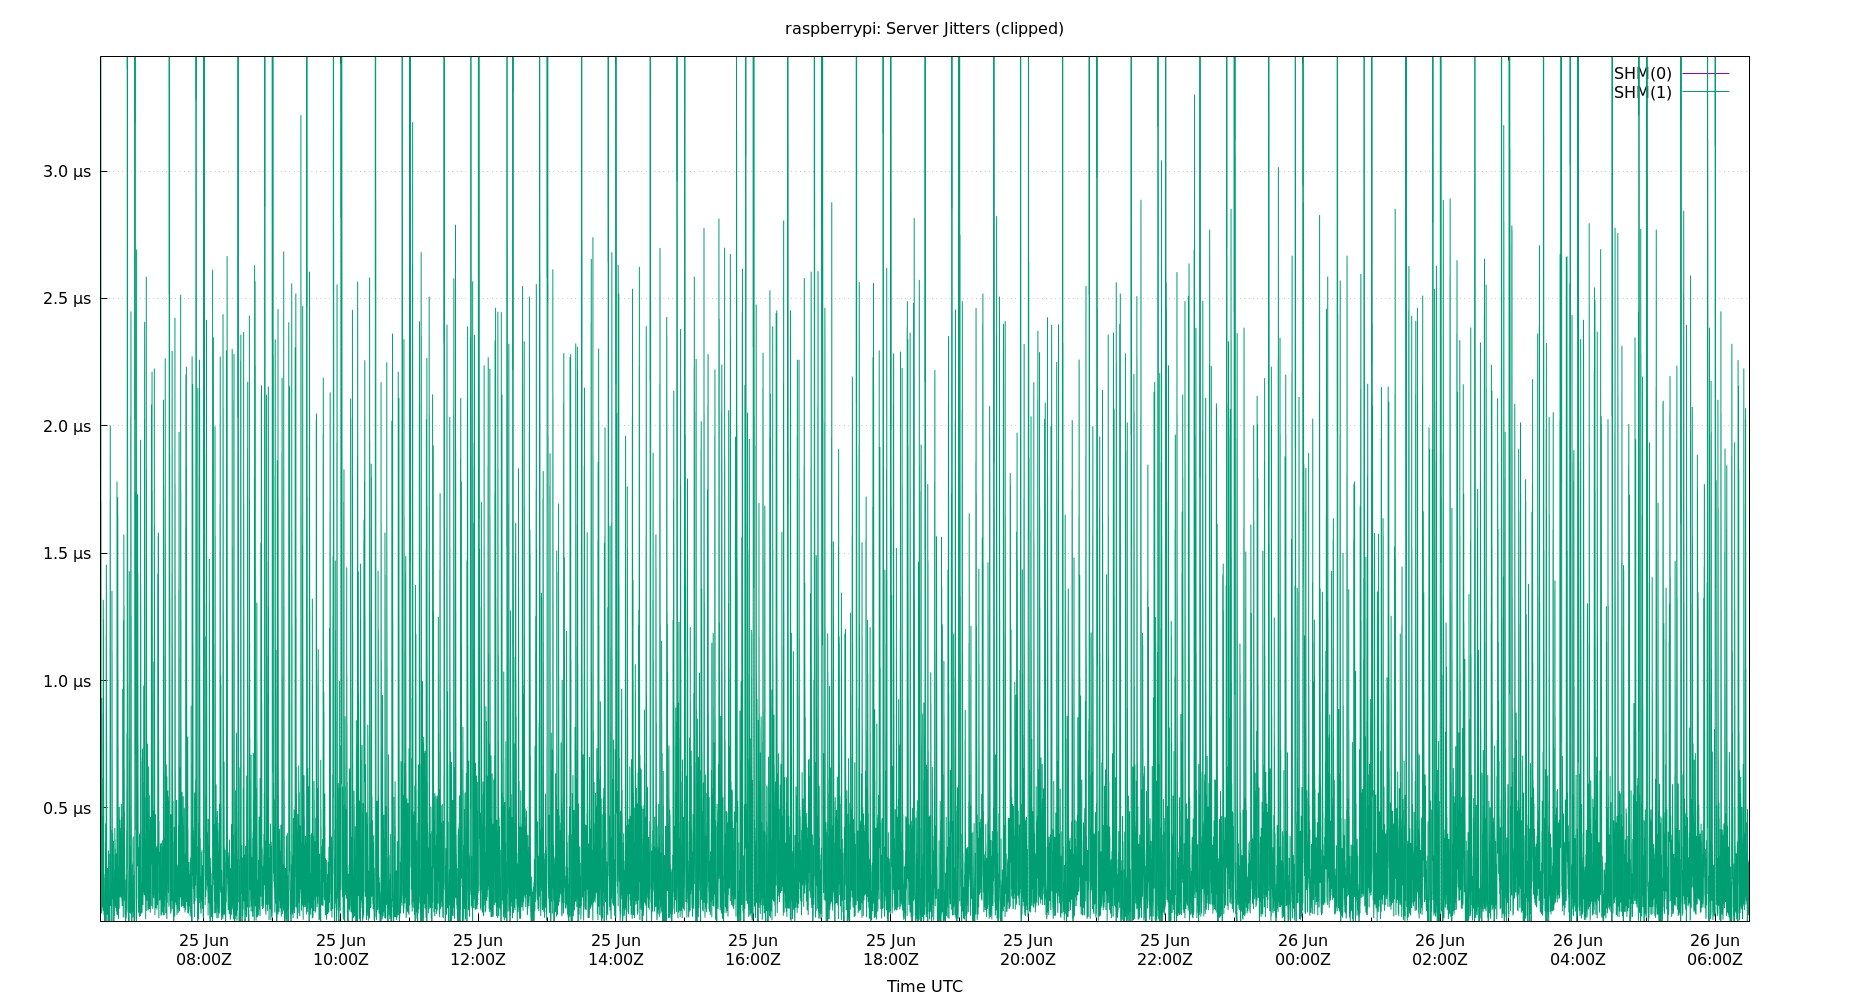 raspberrypi: Server Jitters (clipped)
SHM(0)
SHM(1)
3.0 µs
2.5 µs
2.0 µs
1.5 µs
1.0 µs
0.5 µs
25 Jun 25 Jun 25 Jun 25 Jun 25 Jun 25 Jun 25 Jun 25 Jun 26 Jun 26 Jun 26 Jun 26 Jun
08:00Z 10:00Z 12:00Z 14:00Z 16:00Z 18:00Z 20:00Z 22:00Z 00:00Z 02:00Z 04:00Z 06:00Z
Time UTC